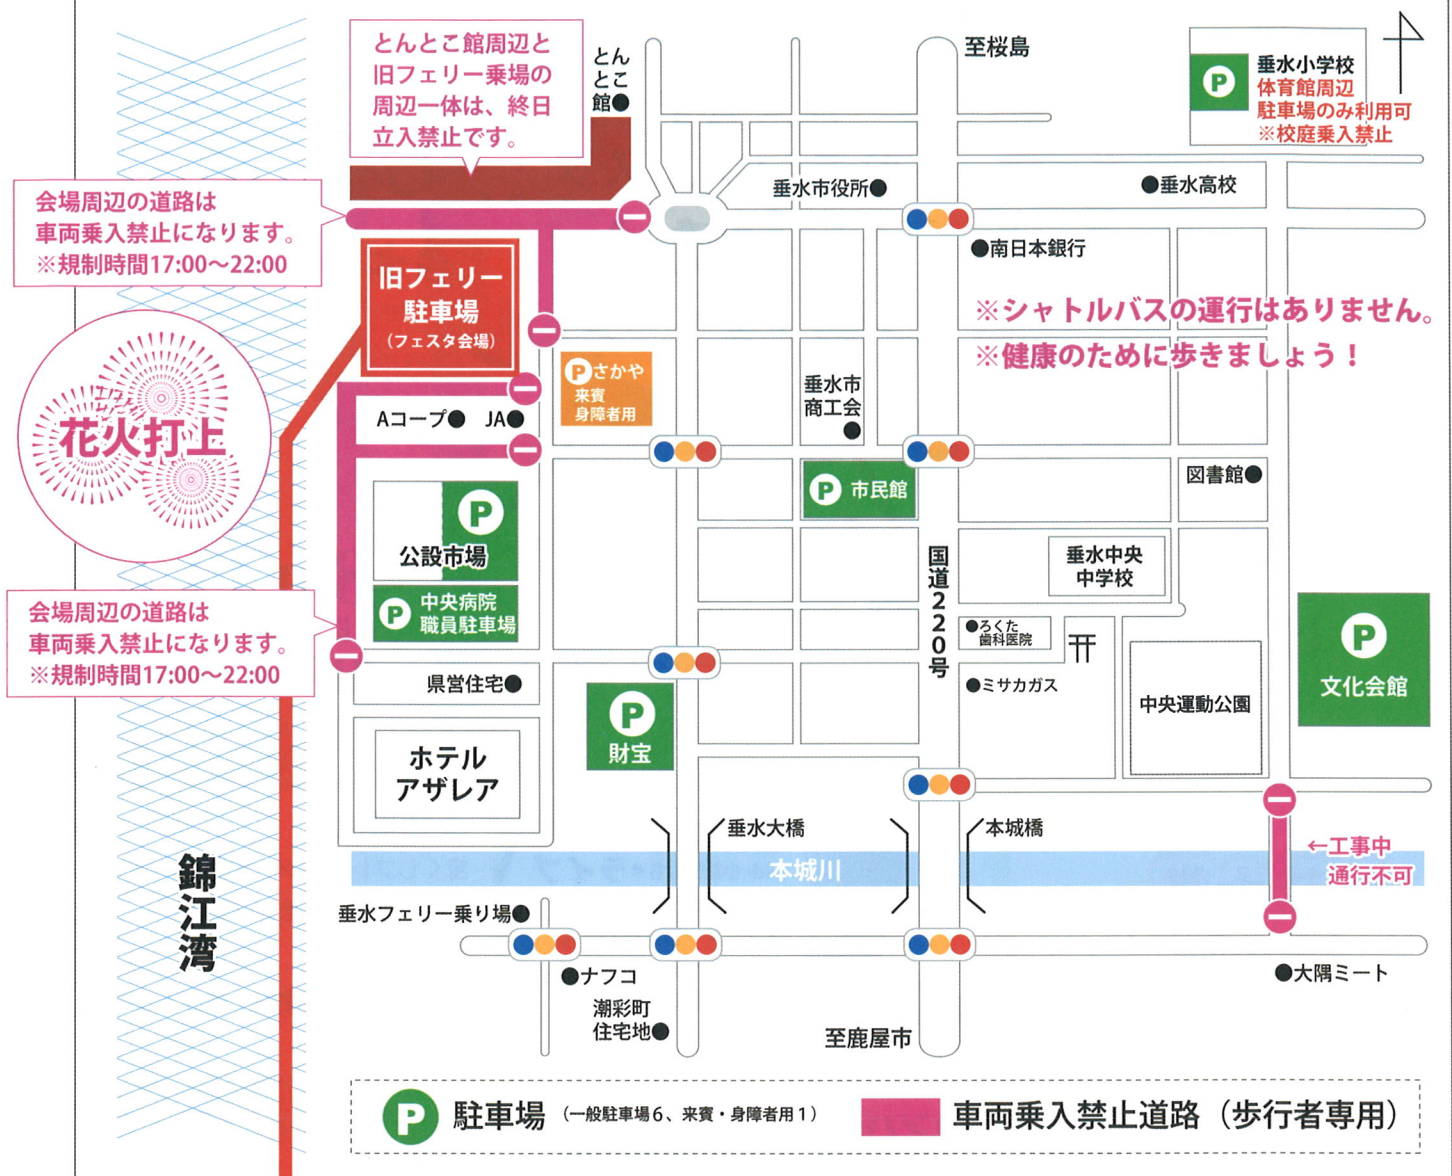 とんとこ館周辺と
旧フェリー乗場の
周辺一体は、終日
立入禁止です。
とん
とこ
館●
至桜島
P
垂水小学校
体育館周辺
駐車場のみ利用可
※校庭乗入禁止
会場周辺の道路は
車両乗入禁止になります。
※規制時間17:00～22:00
垂水市役所●
●垂水高校
●南日本銀行
旧フェリー
駐車場
(フェスタ会場)
※シャトルバスの運行はありません。
※健康のために歩きましょう！
Pさかや
来賓
身障者用
垂水市
商工会
●
花火打上
Aコープ● JA●
図書館●
P 市民館
P
公設市場
国道220号
垂水中央
中学校
P 中央病院
職員駐車場
会場周辺の道路は
車両乗入禁止になります。
※規制時間17:00～22:00
●ろくた
歯科医院
P
文化会館
県営住宅●
●ミサカガス
中央運動公園
P
財宝
ホテル
アザレア
垂水大橋
本城橋
←工事中
通行不可
本城川
錦江湾
垂水フェリー乗り場●
●ナフコ
●大隅ミート
潮彩町
住宅地●
至鹿屋市
P 駐車場（一般駐車場6、来賓・身障者用1）
車両乗入禁止道路（歩行者専用）